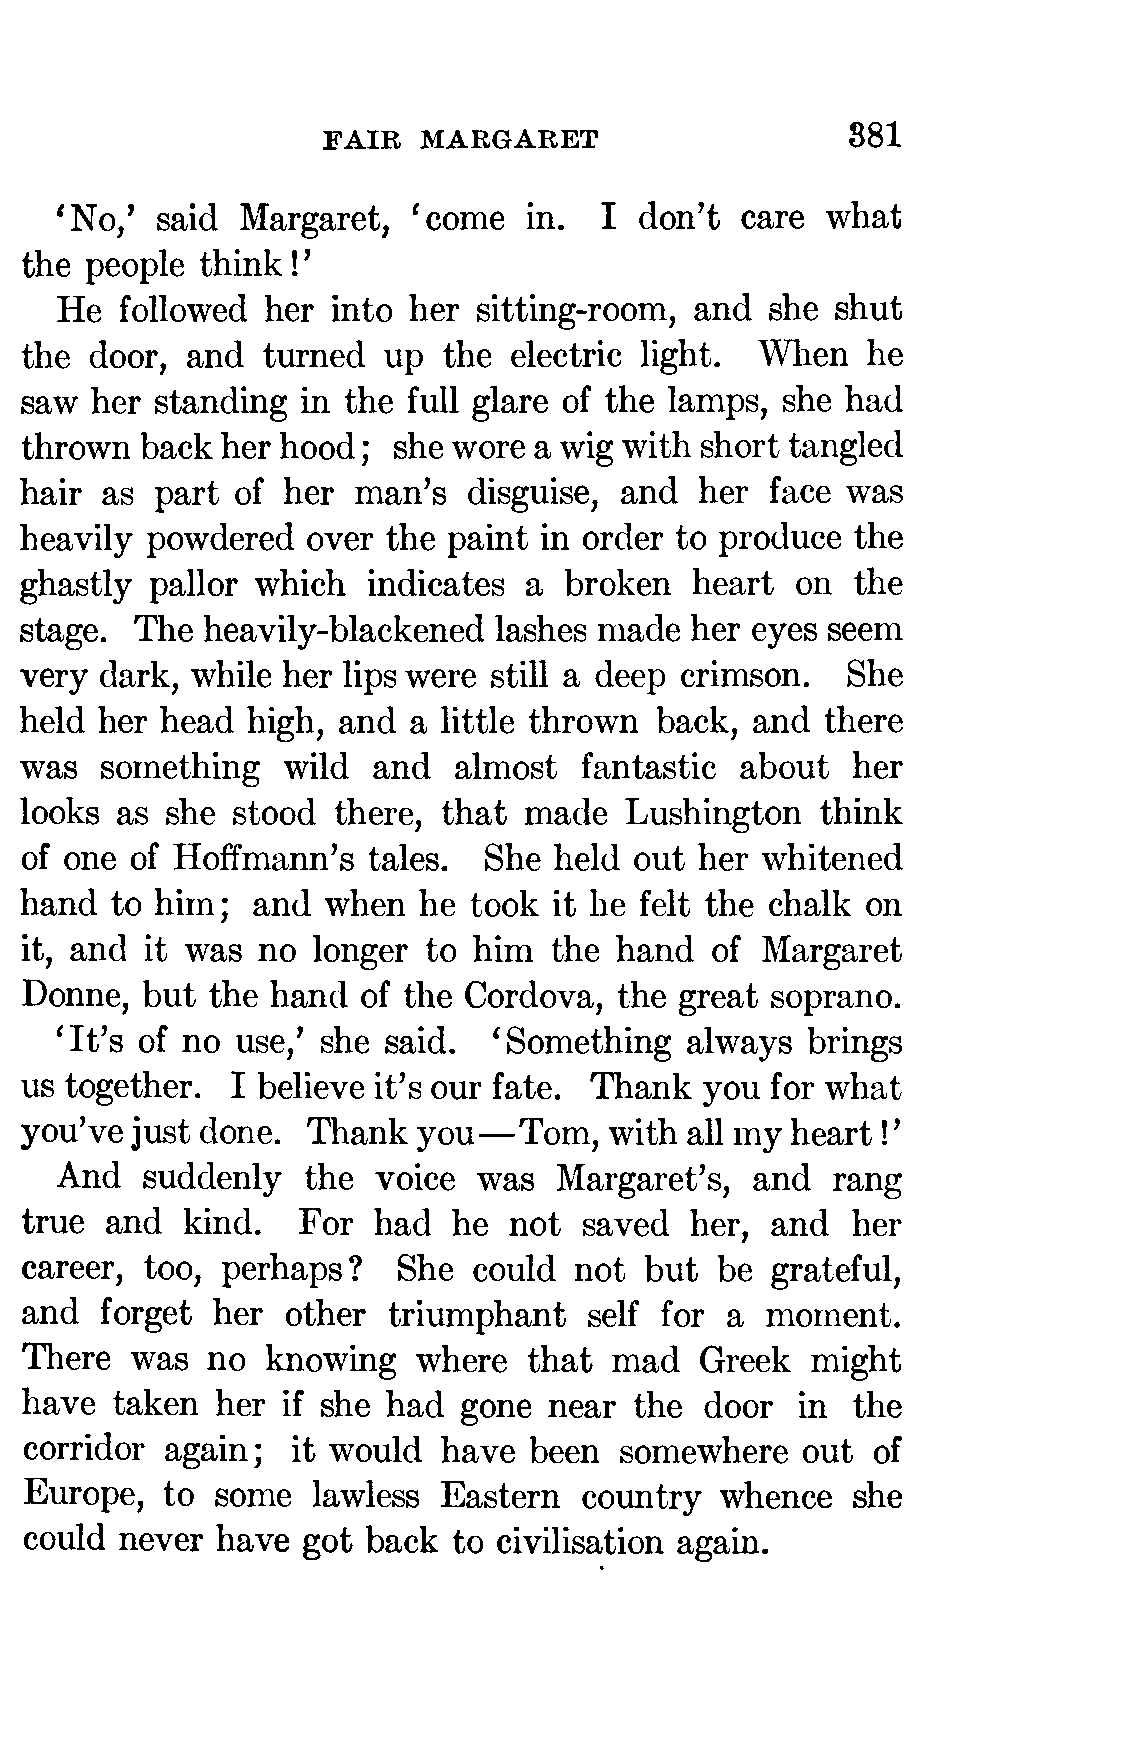 FAIR MARGARET 381
'No,' said Margaret, 'come in. I don't care what
the people think!'
He followed her into her sitting-room, and she shut
the door, and turned up the electric light. When he
saw her standing in the full glare of the lamps, she had
thrown back her hood; she wore a wig with short tangled
hair as part of her man's disguise, and her face was
heavily powdered over the paint in order to produce the
ghastly pallor which indicates a broken heart on the
stage. The heavily-blackened lashes made her eyes seem
very dark, while her lips were still a deep crimson. She
held her head high, and a little thrown back, and there
was something wild and almost fantastic about her
looks as she stood there, that made Lushington think
of one of Hoffmann's tales. She held out her whitened
hand to him; and when he took it he felt the chalk on
it, and it was no longer to him the hand of Margaret
Donne, but the hand of the Cordova, the great soprano.
'It's of no use,' she said. 'Something always brings
us together. I believe it's our fate. Thank you for what
you've just done. Thank you—Tom, with all my heart!'
And suddenly the voice was Margaret's, and rang
true and kind. For had he not saved her, and her
career, too, perhaps? She could not but be grateful,
and forget her other triumphant self for a moment.
There was no knowing where that mad Greek might
have taken her if she had gone near the door in the
corridor again; it would have been somewhere out of
Europe, to some lawless Eastern country whence she
could never have got back to civilisation again.